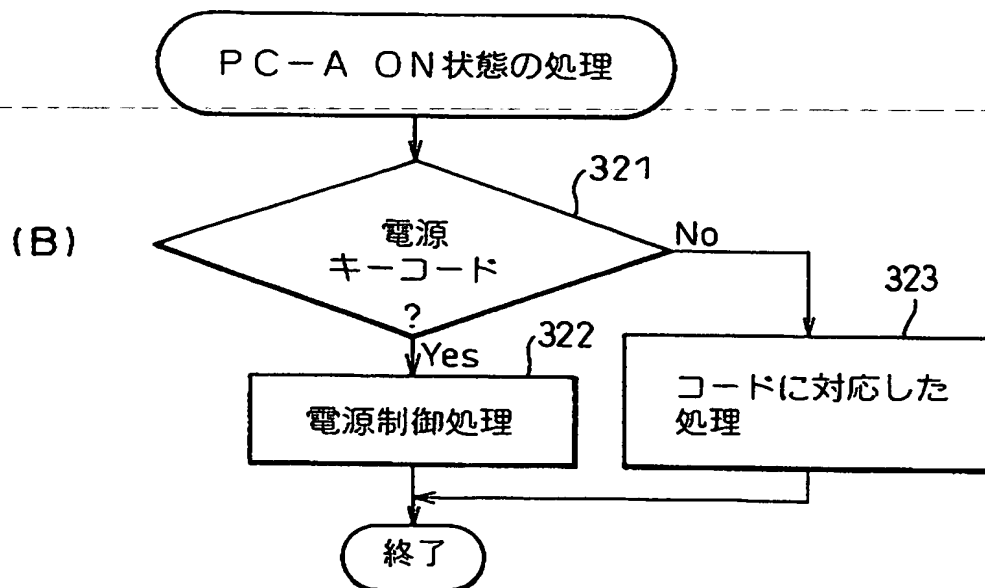 PC-A ON状態の処理
321
(B)
電源
キーコード
?
No
323
322
Yes
電源制御処理
コードに対応した
処理
終了